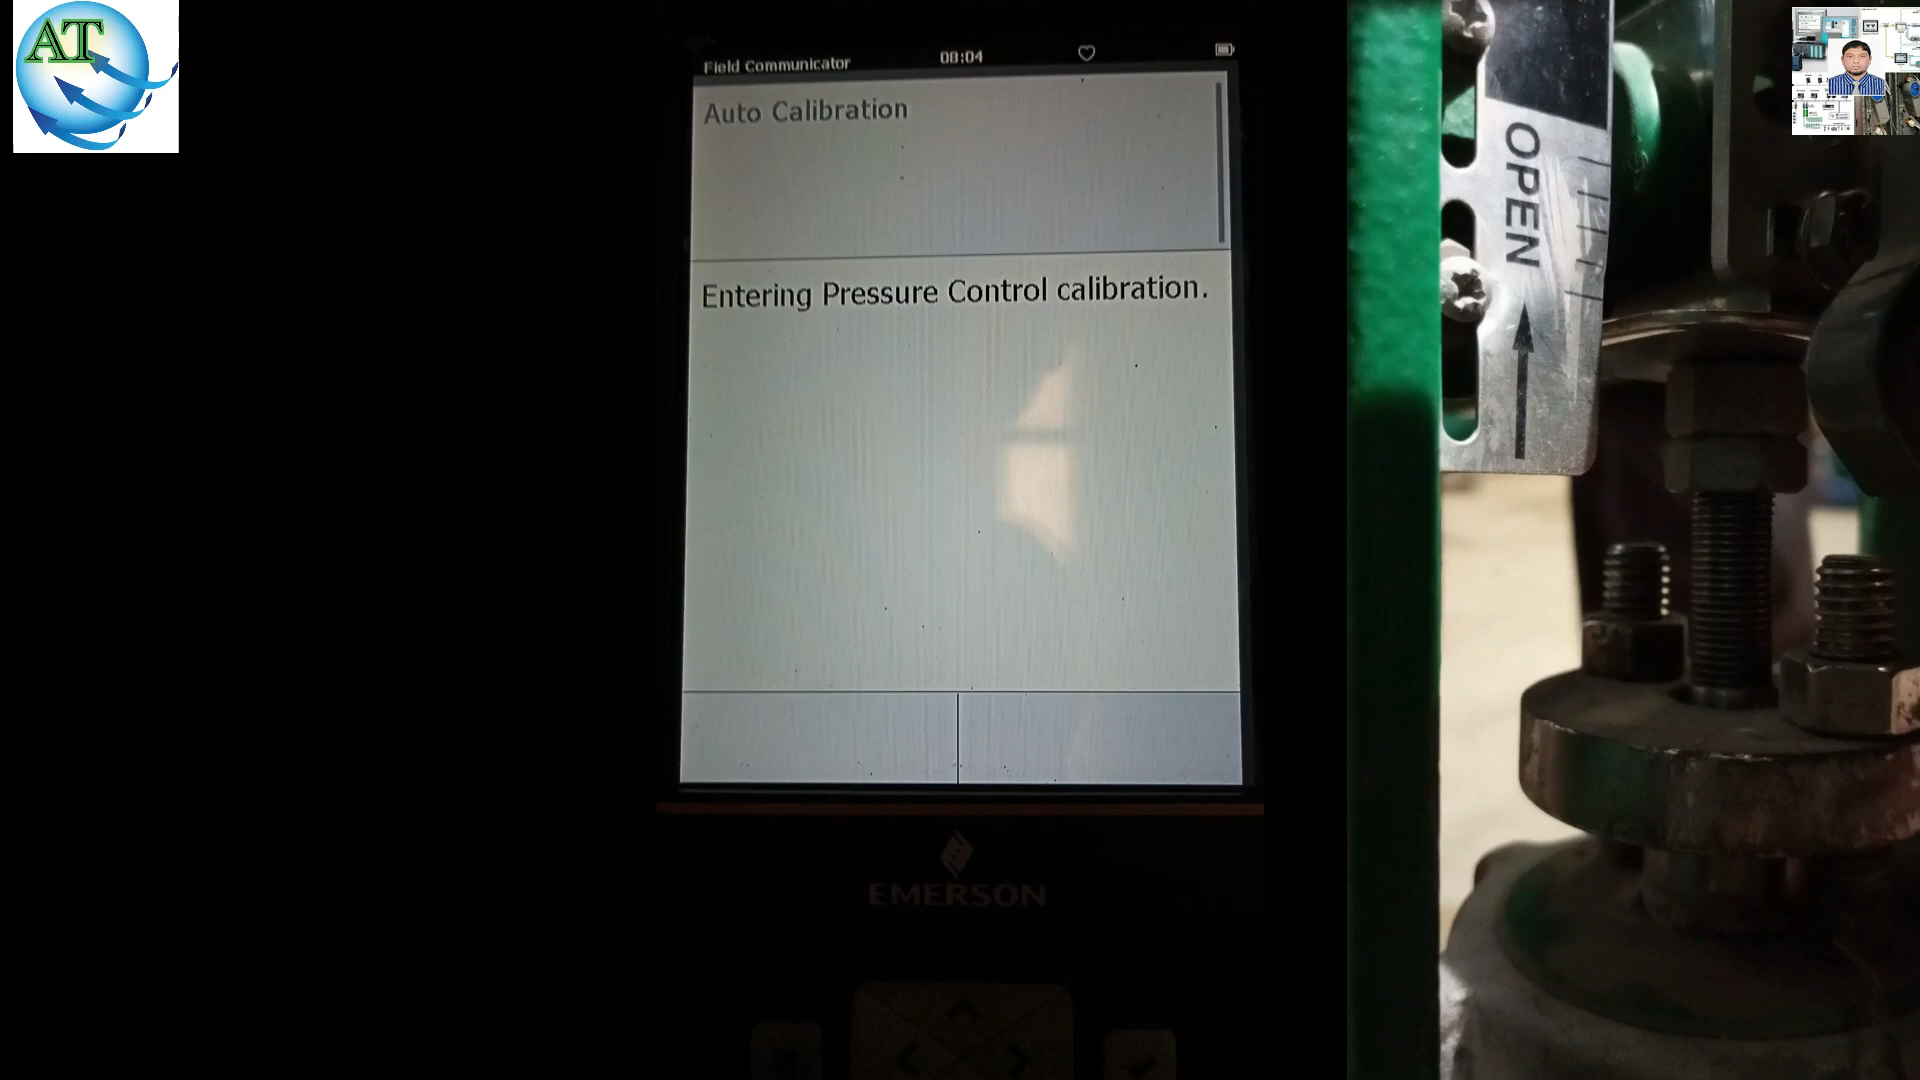 AT
Field Communicator 08:04
Auto Calibration
Entering Pressure Control calibration.
EMERSON
OPEN